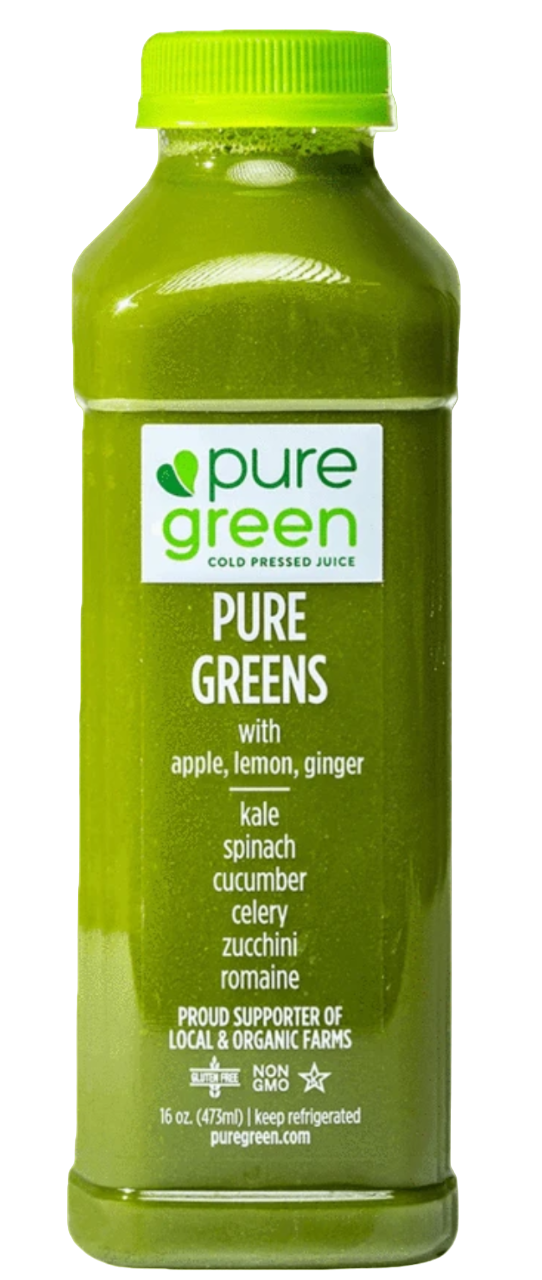 pure
green
COLD PRESSED JUICE
PURE
GREENS
with
apple, lemon, ginger
kale
spinach
cucumber
celery
zucchini
romaine
PROUD SUPPORTER OF
LOCAL & ORGANIC FARMS
GLUTEN FREE
NON
GMO
16 oz. (473ml) | keep refrigerated
puregreen.com